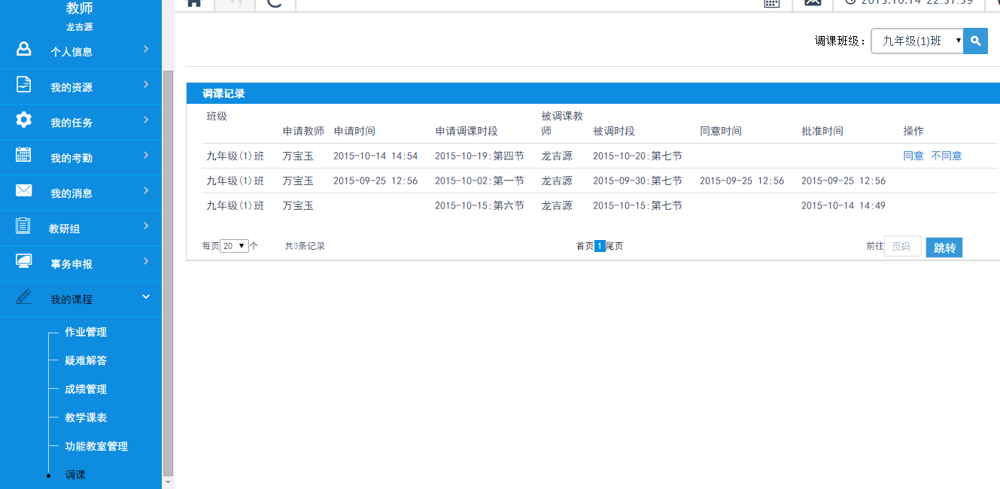 教师
龙吉源
个人信息
我的资源
我的任务
我的考勤
我的消息
教研组
事务申报
我的课程
作业管理
疑难解答
成绩管理
教学课表
功能教室管理
调课
调课班级：
九年级(1)班
调课记录
班级 申请教师 申请时间 申请调课时段 被调课教师 被调时段 同意时间 批准时间 操作
九年级(1)班 万宝玉 2015-10-14 14:54 2015-10-19:第四节 龙吉源 2015-10-20:第七节 同意 不同意
九年级(1)班 万宝玉 2015-09-25 12:56 2015-10-02:第一节 龙吉源 2015-09-30:第七节 2015-09-25 12:56 2015-09-25 12:56
九年级(1)班 万宝玉 2015-10-15:第六节 龙吉源 2015-10-15:第七节 2015-10-14 14:49
每页 20 个 共3条记录 首页 1 尾页 前往 页码 跳转